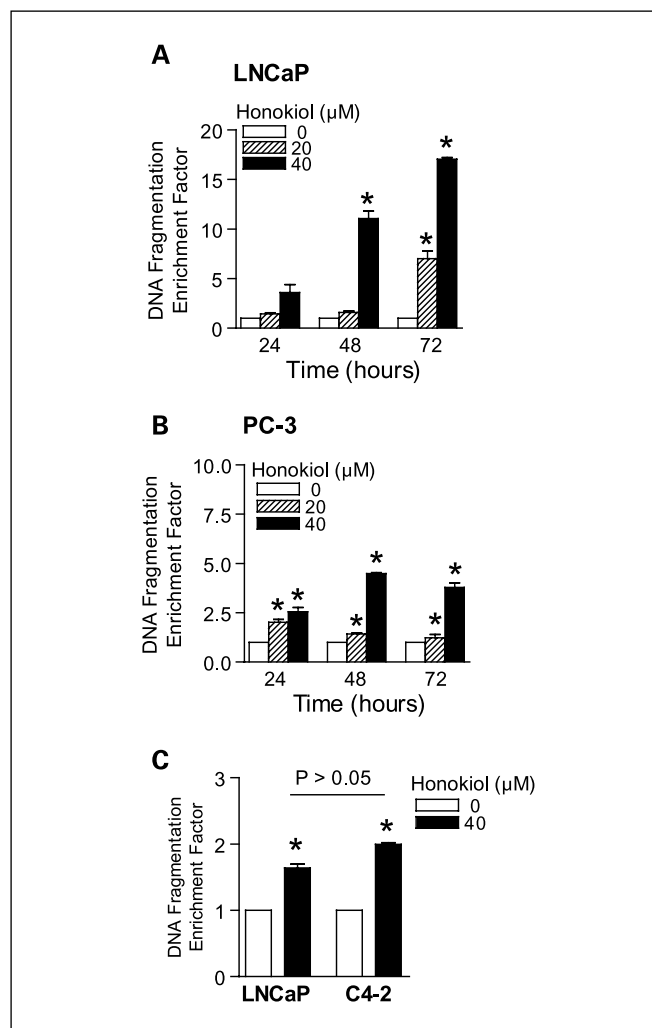 A
LNCaP
Honokiol (µM)
0
20
40
20
15
10
5
0
DNA Fragmentation
Enrichment Factor
*
*
*
24 48 72
Time (hours)
B
PC-3
Honokiol (µM)
0
20
40
10.0
7.5
5.0
2.5
0.0
DNA Fragmentation
Enrichment Factor
* *
* *
* *
24 48 72
Time (hours)
C
P > 0.05
Honokiol (µM)
0
40
3
2
1
0
DNA Fragmentation
Enrichment Factor
* *
LNCaP C4-2